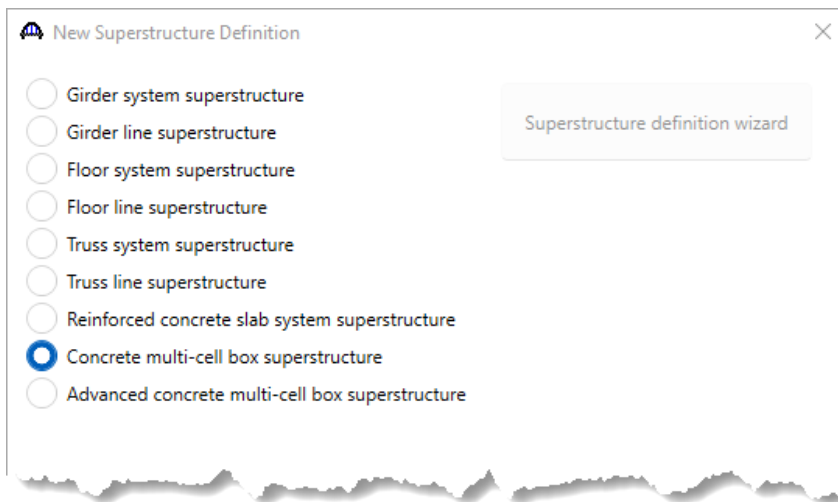 New Superstructure Definition
Girder system superstructure
Superstructure definition wizard
Girder line superstructure
Floor system superstructure
Floor line superstructure
Truss system superstructure
Truss line superstructure
Reinforced concrete slab system superstructure
Concrete multi-cell box superstructure
Advanced concrete multi-cell box superstructure